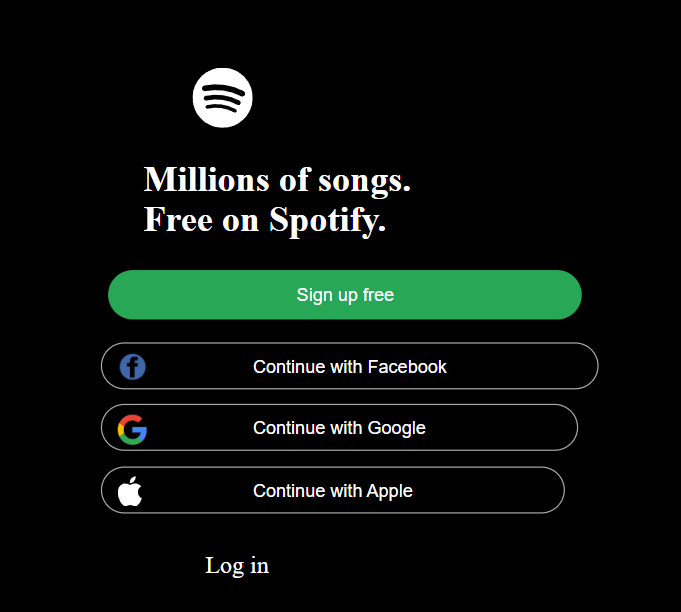 Millions of songs.
Free on Spotify.
Sign up free
Continue with Facebook
Continue with Google
Continue with Apple
Log in